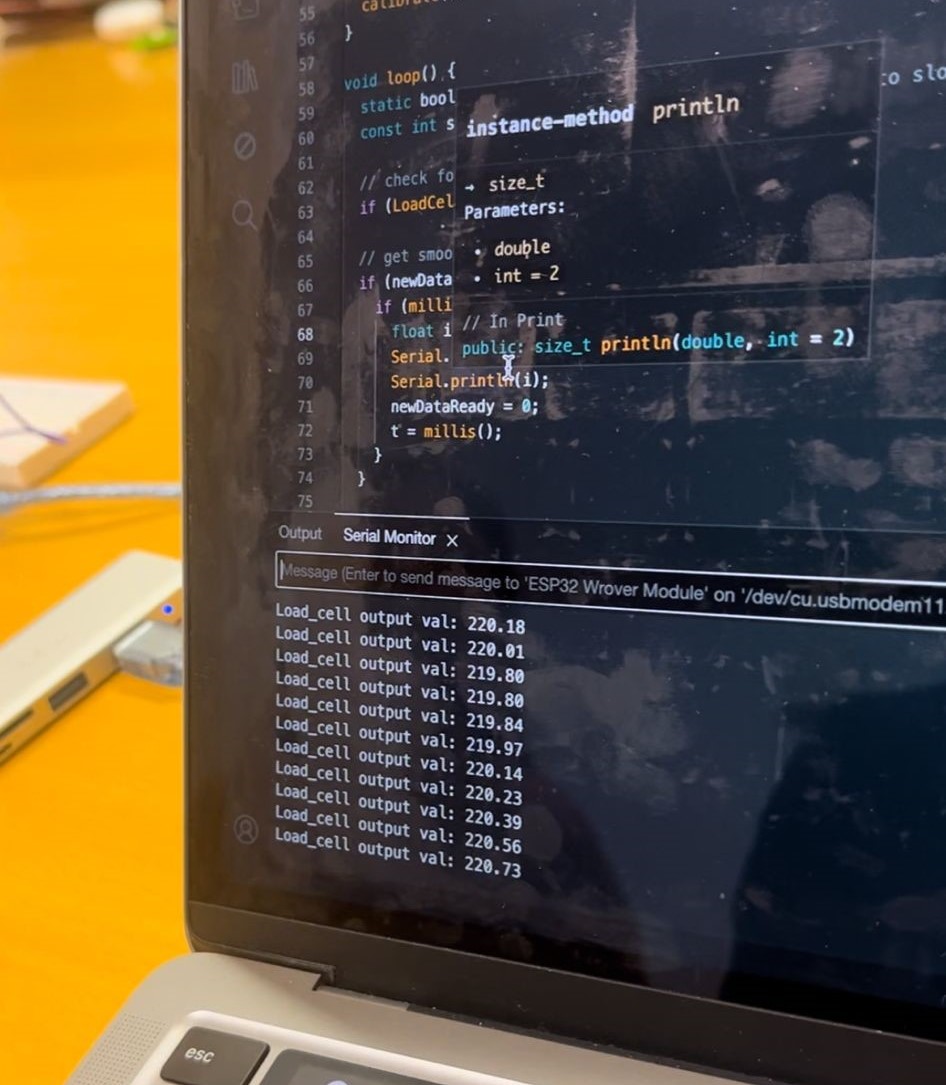 55
56 }
57
58 void loop() {
59 static bool
60 const int s
61
62 // check fo
63 if (LoadCel
64
65 // get smoo
66 if (newData
67 if (milli
68 float i
69 Serial.
70 Serial.println(i);
71 newDataReady = 0;
72 t = millis();
73 }
74 }
75
to slo
instance-method println
→ size_t
Parameters:
• double
• int = 2
// In Print
public: size_t println(double, int = 2)
Output Serial Monitor X
Message (Enter to send message to 'ESP32 Wrover Module' on '/dev/cu.usbmodem11
Load_cell output val: 220.18
Load_cell output val: 220.01
Load_cell output val: 219.80
Load_cell output val: 219.80
Load_cell output val: 219.84
Load_cell output val: 219.97
Load_cell output val: 220.14
Load_cell output val: 220.23
Load_cell output val: 220.39
Load_cell output val: 220.56
Load_cell output val: 220.73
esc